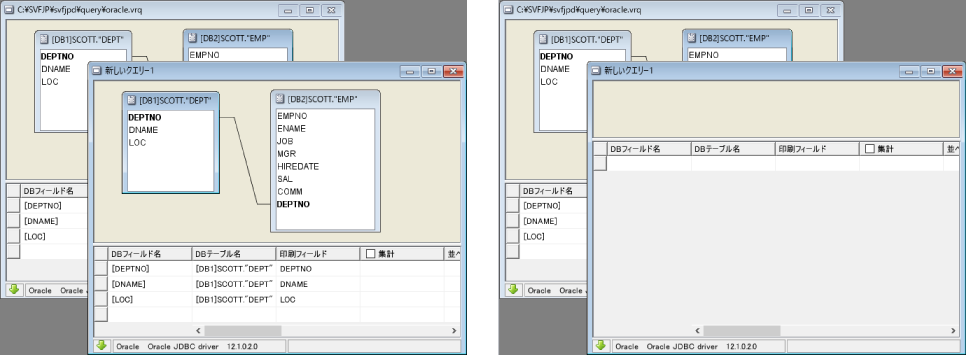 C:¥SVFJP¥svfjpd¥query¥oracle.vrq
[DB1]SCOTT."DEPT"
DEPTNO
DNAME
LOC
[DB2]SCOTT."EMP"
EMPNO
DBフィールド名
[DEPTNO]
[DNAME]
[LOC]
Oracle Oracle
新しいクエリー1
[DB1]SCOTT."DEPT"
DEPTNO
DNAME
LOC
[DB2]SCOTT."EMP"
EMPNO
ENAME
JOB
MGR
HIREDATE
SAL
COMM
DEPTNO
DBフィールド名 DBテーブル名 印刷フィールド 集計 並べ
[DEPTNO] [DB1]SCOTT."DEPT" DEPTNO
[DNAME] [DB1]SCOTT."DEPT" DNAME
[LOC] [DB1]SCOTT."DEPT" LOC
Oracle Oracle JDBC driver 12.1.0.2.0
C:¥SVFJP¥svfjpd¥query¥oracle.vrq
[DB1]SCOTT."DEPT"
DEPTNO
DNAME
LOC
[DB2]SCOTT."EMP"
EMPNO
DBフィールド名
[DEPTNO]
[DNAME]
[LOC]
Oracle Oracle
新しいクエリー1
DBフィールド名 DBテーブル名 印刷フィールド 集計 並べ
Oracle Oracle JDBC driver 12.1.0.2.0